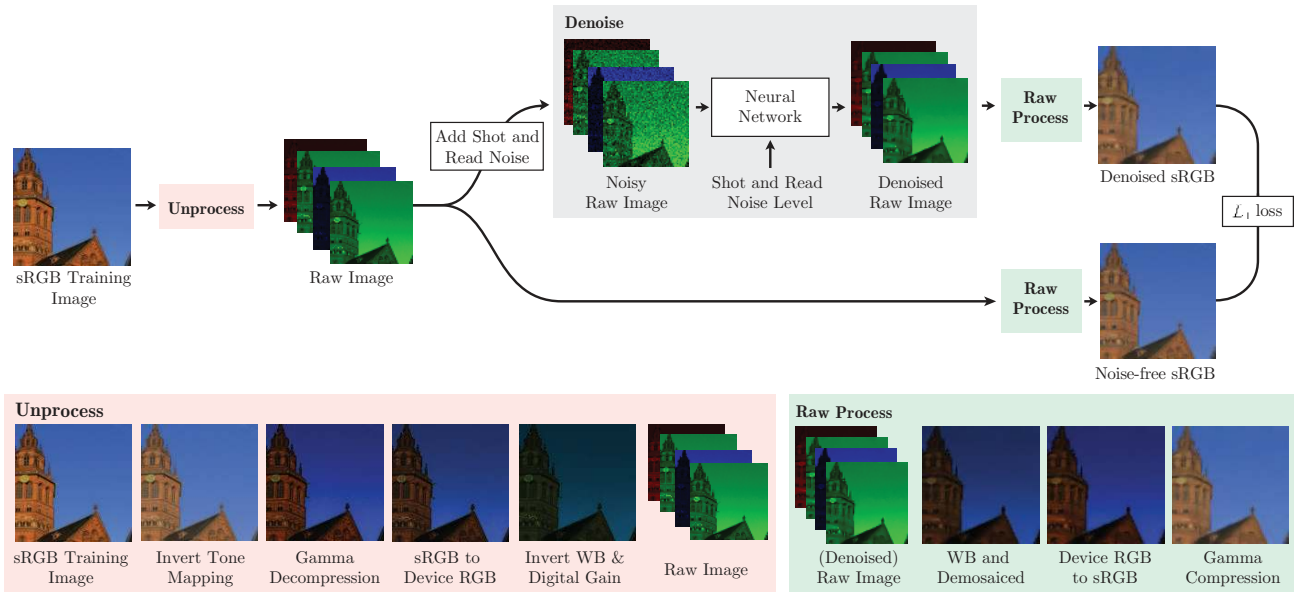 Denoise
Add Shot and
Read Noise
Neural
Network
Raw
Process
Unprocess
Noisy
Raw Image
Shot and Read
Noise Level
Denoised
Raw Image
Denoised sRGB
ℒ₁ loss
sRGB Training
Image
Raw Image
Raw
Process
Noise-free sRGB
Unprocess
sRGB Training
Image
Invert Tone
Mapping
Gamma
Decompression
sRGB to
Device RGB
Invert WB &
Digital Gain
Raw Image
Raw Process
(Denoised)
Raw Image
WB and
Demosaiced
Device RGB
to sRGB
Gamma
Compression